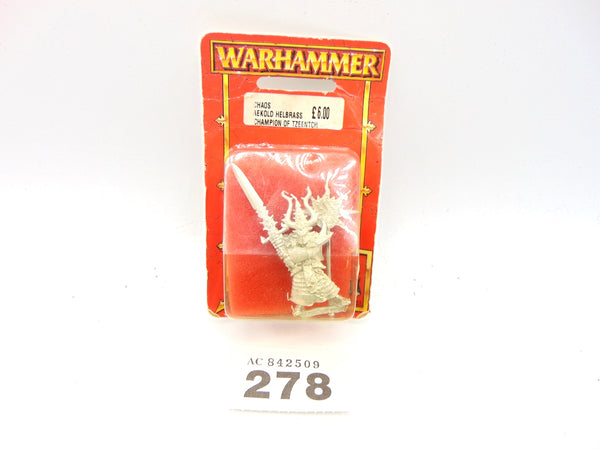 WARHAMMER
CHAOS
AEKOLD HELBRASS £6.00
CHAMPION OF TZEENTCH
AC 842509
278